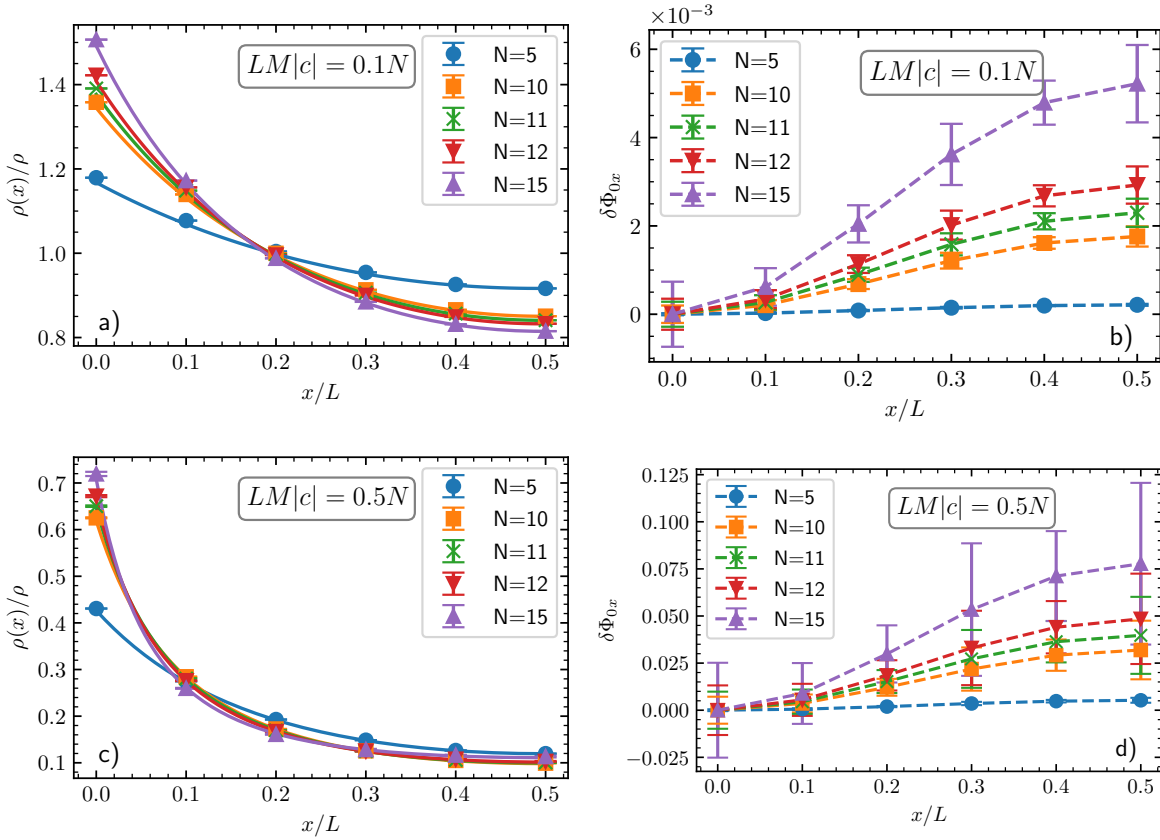 LM|c| = 0.1N
N=5
N=10
N=11
N=12
N=15
1.4
1.2
1.0
0.8
ρ(x)/ρ
a)
0.0 0.1 0.2 0.3 0.4 0.5
x/L
×10⁻³
LM|c| = 0.1N
N=5
N=10
N=11
N=12
N=15
6
4
2
0
δΦ₀ₓ
b)
0.0 0.1 0.2 0.3 0.4 0.5
x/L
LM|c| = 0.5N
N=5
N=10
N=11
N=12
N=15
0.7
0.6
0.5
0.4
0.3
0.2
0.1
ρ(x)/ρ
c)
0.0 0.1 0.2 0.3 0.4 0.5
x/L
LM|c| = 0.5N
N=5
N=10
N=11
N=12
N=15
0.125
0.100
0.075
0.050
0.025
0.000
−0.025
δΦ₀ₓ
d)
0.0 0.1 0.2 0.3 0.4 0.5
x/L